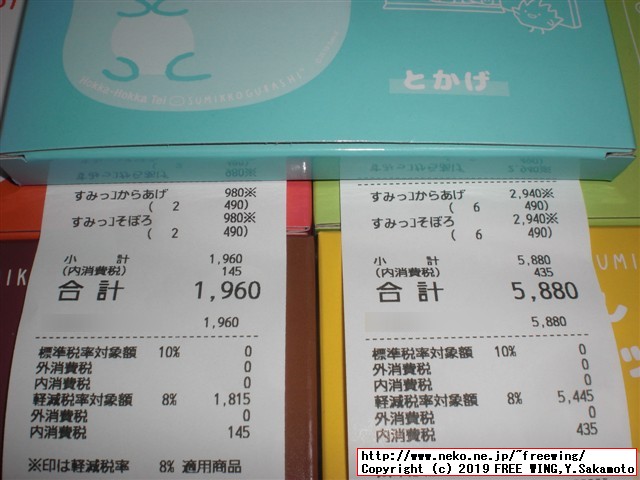 Hokka-Hokka Tei SUMIKKOGURASHI
とかげ
すみっコからあげ 980※
( 2 490)
すみっコそぼろ 980※
( 2 490)
小 計 1,960
(内消費税) 145
合 計 1,960
1,960
標準税率対象額 10% 0
外消費税 0
内消費税 0
軽減税率対象額 8% 1,815
外消費税 0
内消費税 145
※印は軽減税率 8% 適用商品
すみっコからあげ 2,940※
( 6 490)
すみっコそぼろ 2,940※
( 6 490)
小 計 5,880
(内消費税) 435
合 計 5,880
5,880
標準税率対象額 10% 0
外消費税 0
内消費税 0
軽減税率対象額 8% 5,445
外消費税 0
内消費税 435
http://www.neko.ne.jp/~freewing/
Copyright (c) 2019 FREE WING,Y.Sakamoto